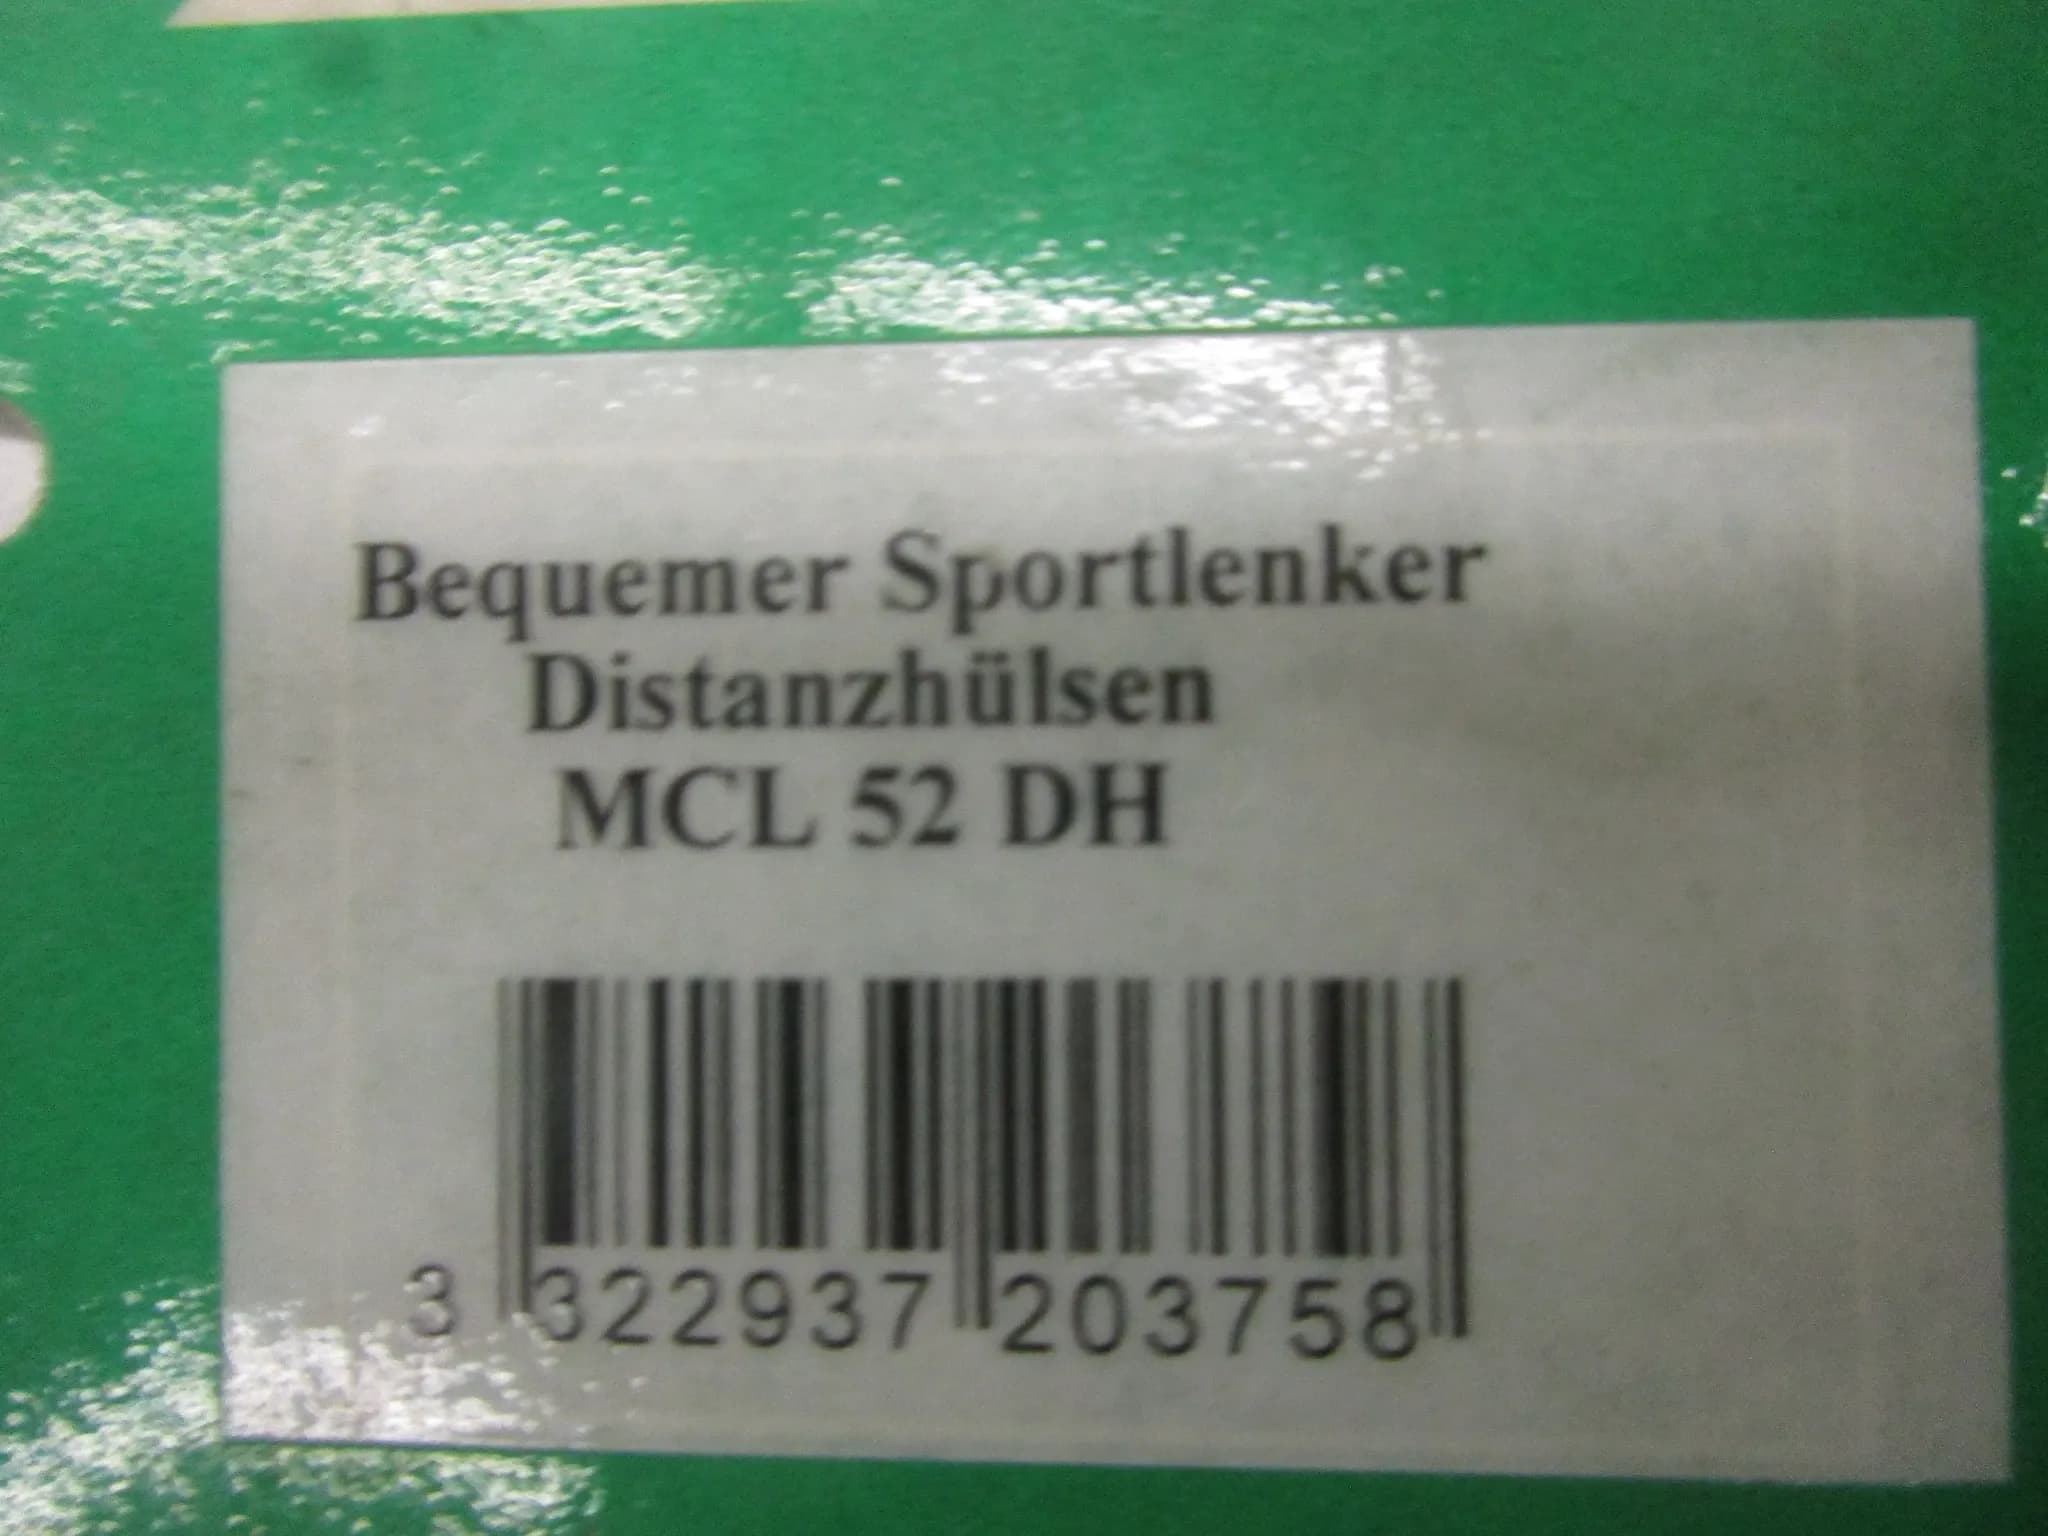 Bequemer Sportlenker
Distanzhülsen
MCL 52 DH
3 322937 203758